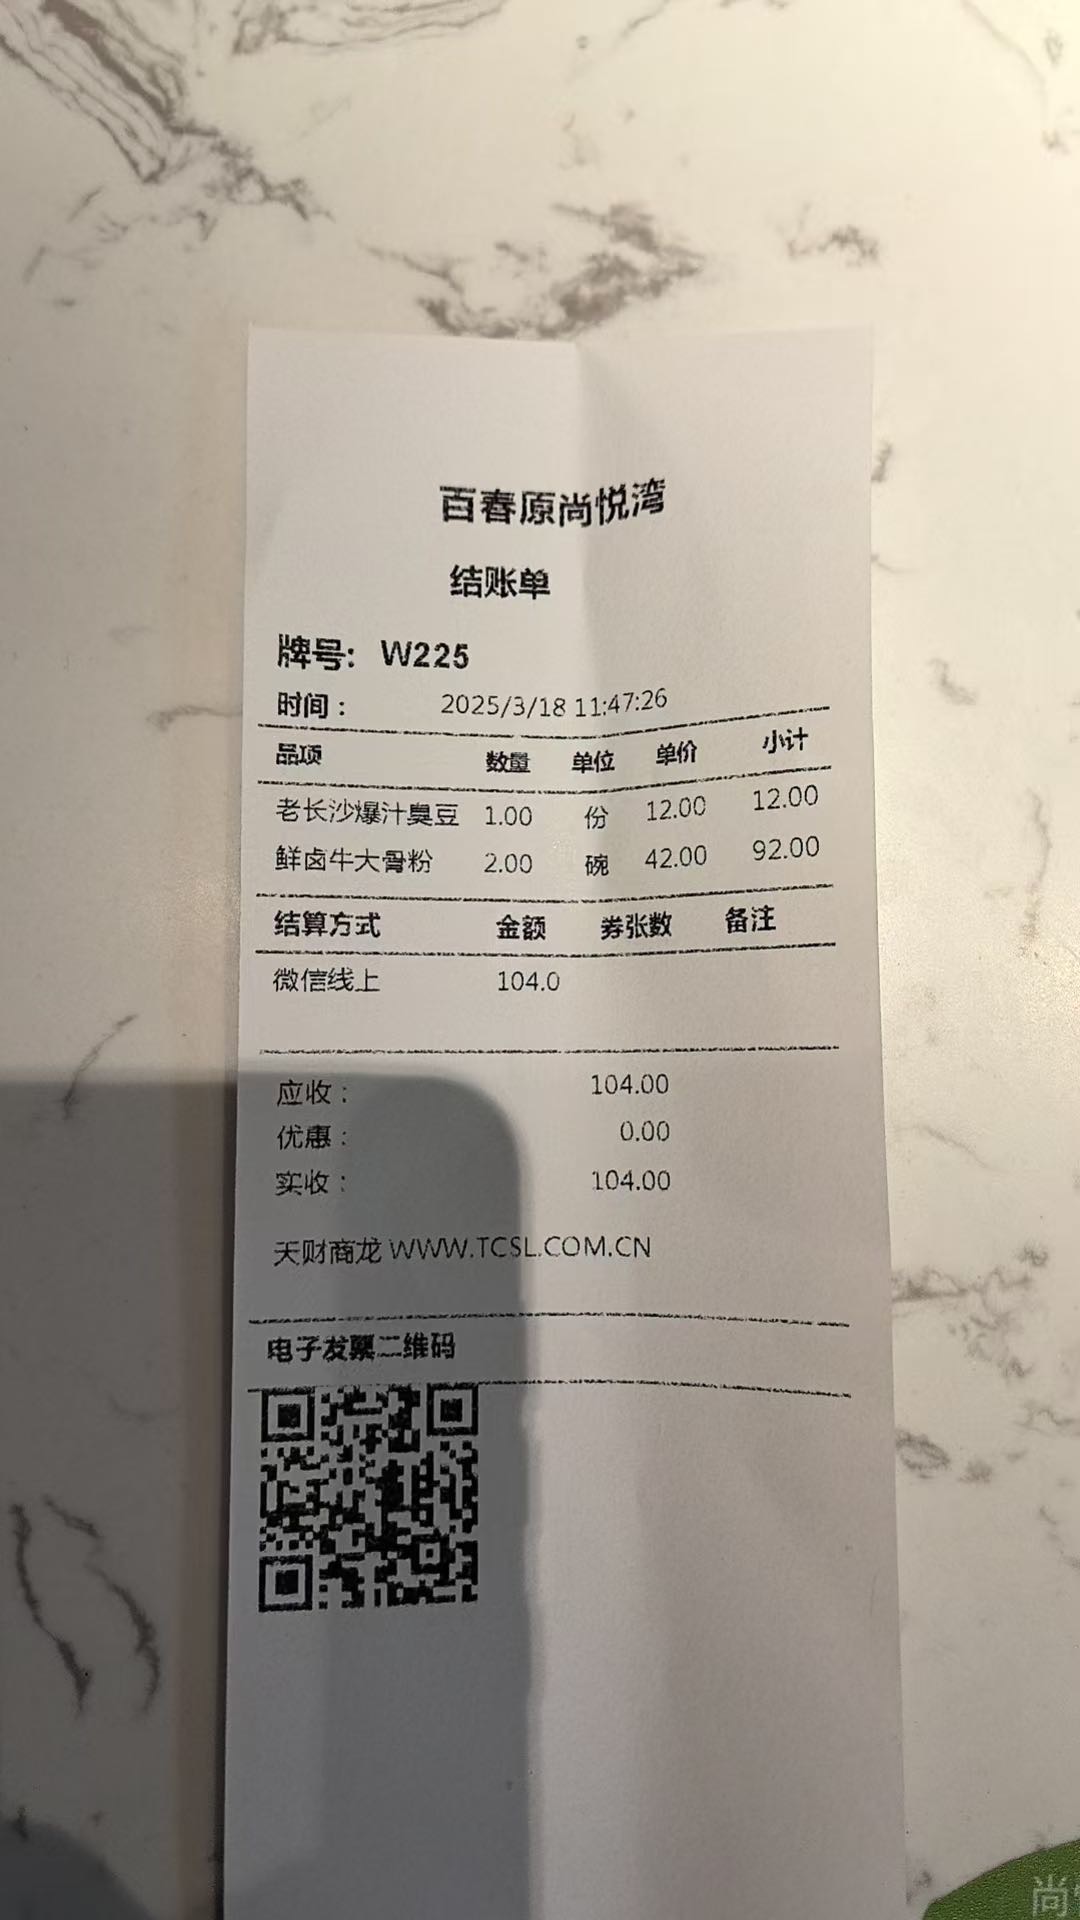 百春原尚悦湾
结账单
牌号: W225
时间： 2025/3/18 11:47:26
品项 数量 单位 单价 小计
老长沙爆汁臭豆 1.00 份 12.00 12.00
鲜卤牛大骨粉 2.00 碗 42.00 92.00
结算方式 金额 券张数 备注
微信线上 104.0
应收： 104.00
优惠： 0.00
实收： 104.00
天财商龙 WWW.TCSL.COM.CN
电子发票二维码
尚